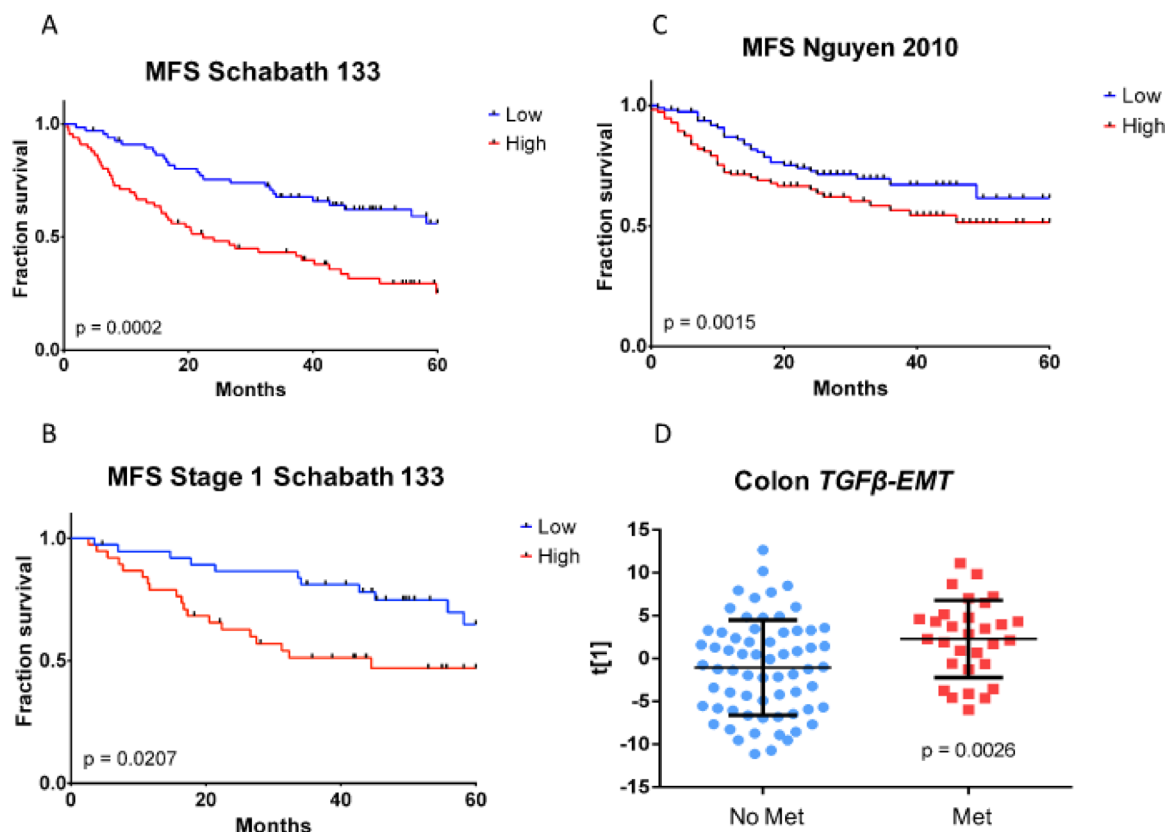 A
MFS Schabath 133
Low
High
Fraction survival
1.0
0.5
0.0
p = 0.0002
0
20
40
60
Months
B
MFS Stage 1 Schabath 133
Low
High
Fraction survival
1.0
0.5
0.0
p = 0.0207
0
20
40
60
Months
C
MFS Nguyen 2010
Low
High
Fraction survival
1.0
0.5
0.0
p = 0.0015
0
20
40
60
Months
D
Colon TGFβ-EMT
t[1]
15
10
5
0
-5
-10
-15
p = 0.0026
No Met
Met